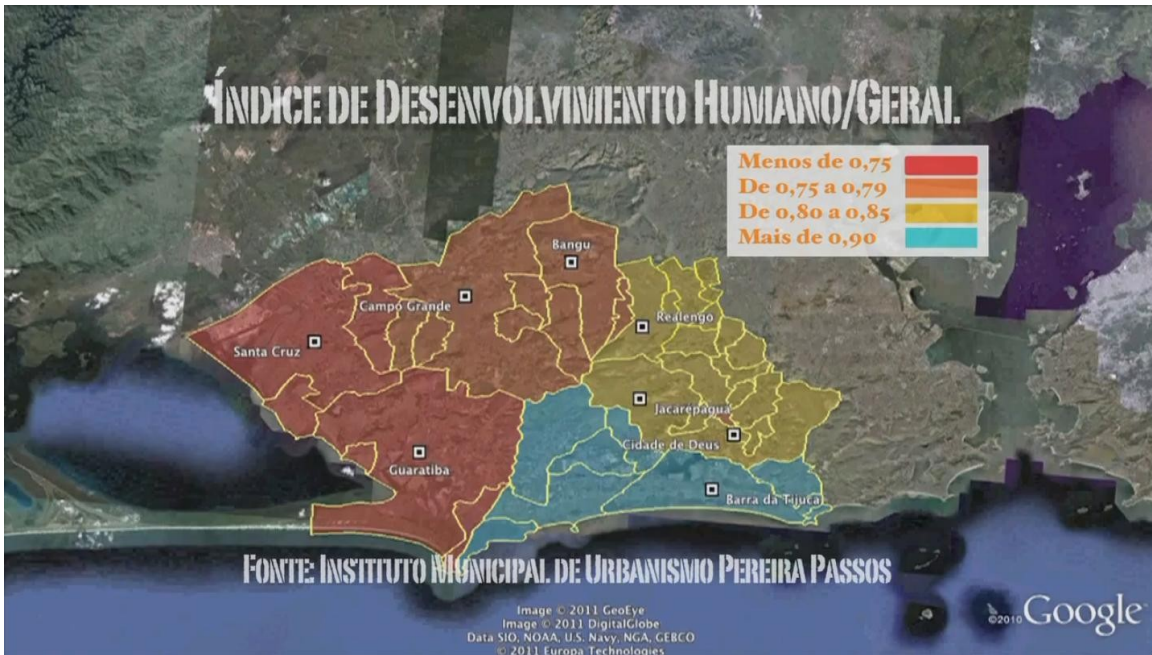 Índice de Desenvolvimento Humano/Geral
Menos de 0,75
De 0,75 a 0,79
De 0,80 a 0,85
Mais de 0,90
Bangu
Campo Grande
Realengo
Santa Cruz
Jacarépagua
Cidade de Deus
Guaratiba
Barra da Tijuca
Fonte: Instituto Municipal de Urbanismo Pereira Passos
Image © 2011 GeoEye
Image © 2011 DigitalGlobe
Data SIO, NOAA, U.S. Navy, NGA, GEBCO
© 2011 Europa Technologies
©2010 Google